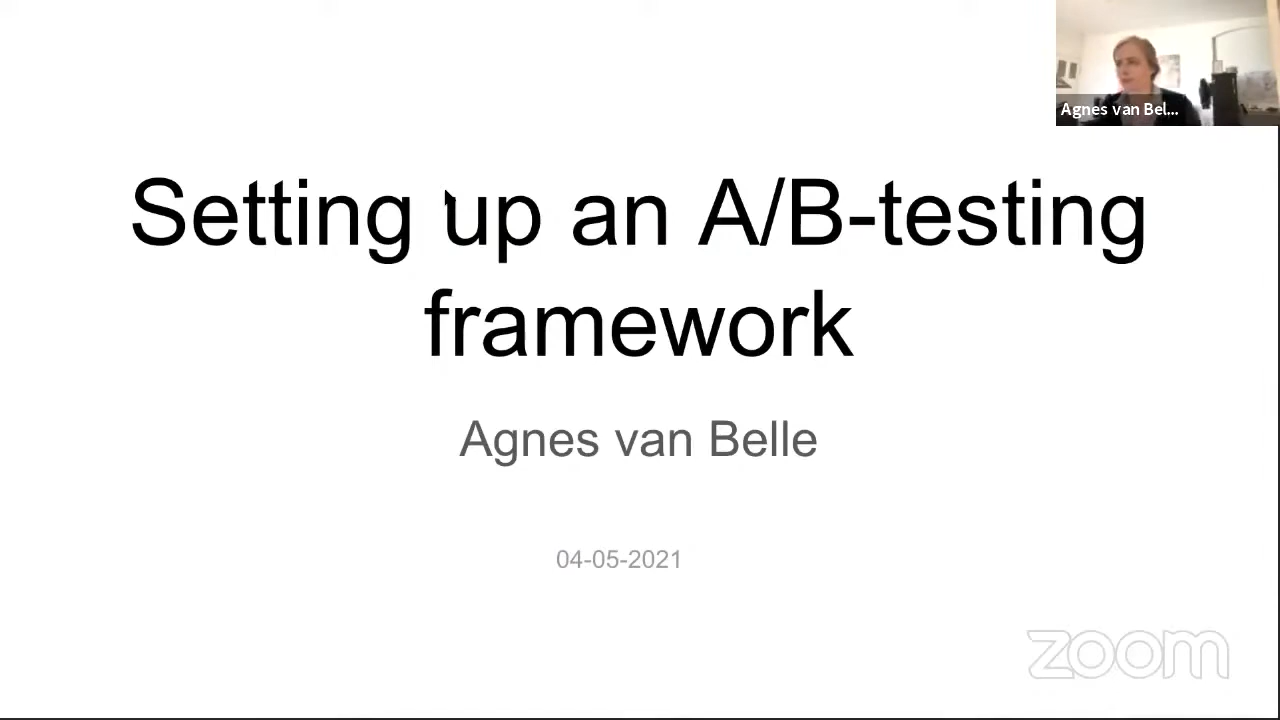 Agnes van Bel...
Setting up an A/B-testing
framework
Agnes van Belle
04-05-2021
zoom